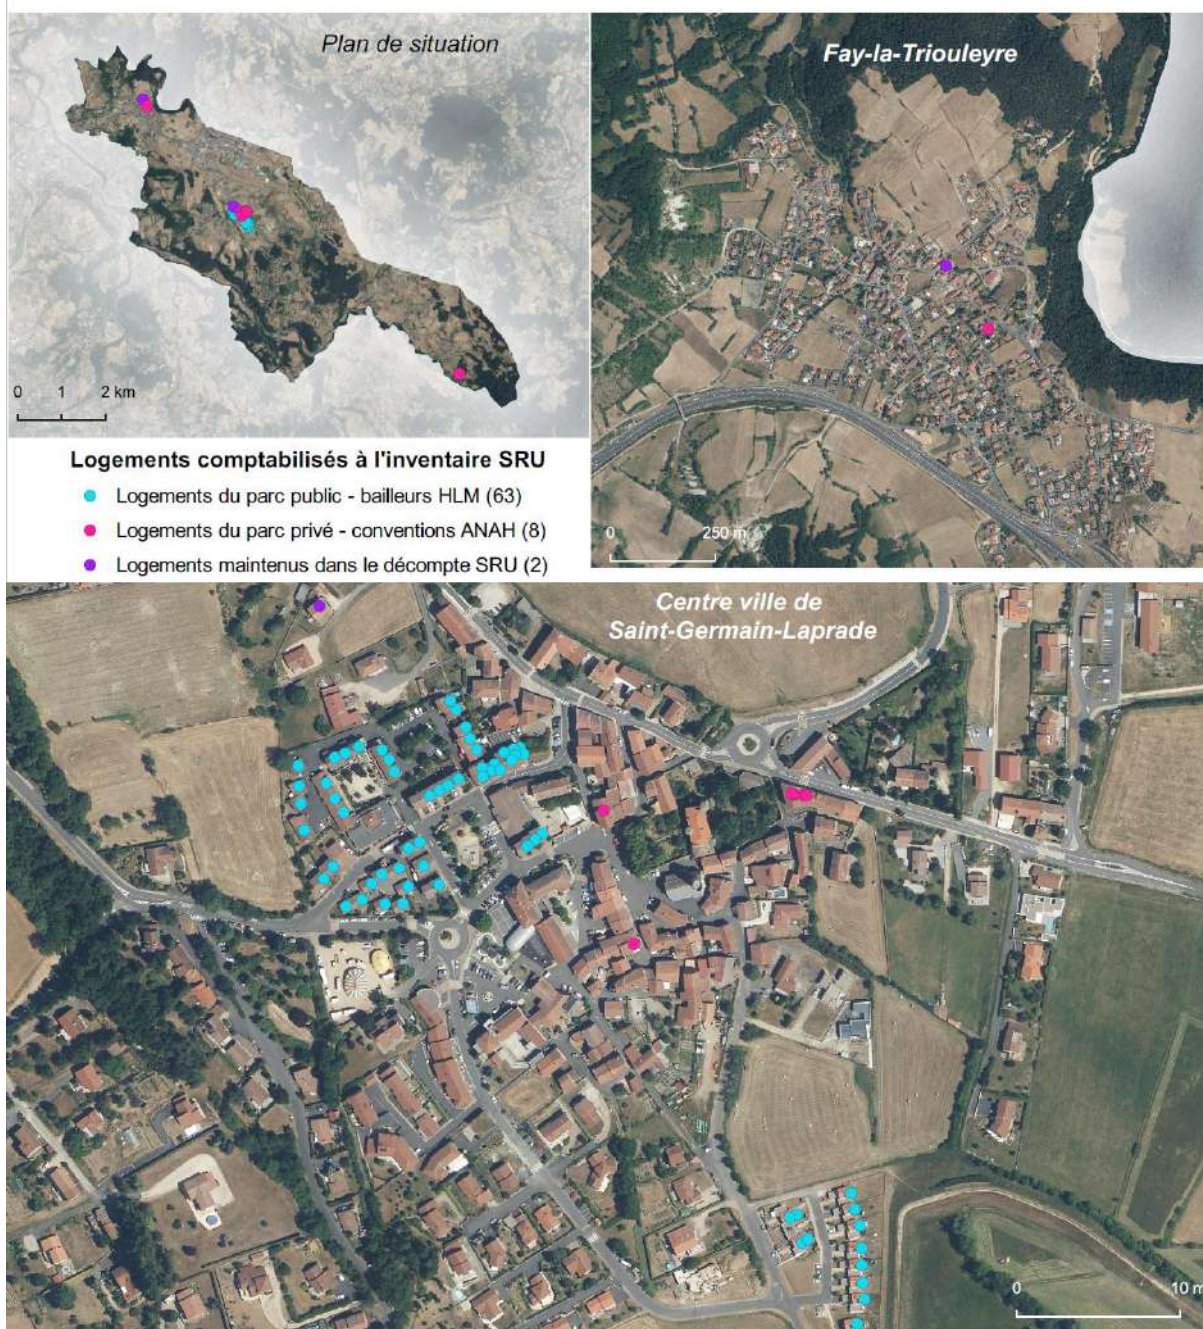 Plan de situation
0 1 2 km
Fay-la-Triouleyre
0 250 m
Logements comptabilisés à l'inventaire SRU
Logements du parc public - bailleurs HLM (63)
Logements du parc privé - conventions ANAH (8)
Logements maintenus dans le décompte SRU (2)
Centre ville de
Saint-Germain-Laprade
0 10 m